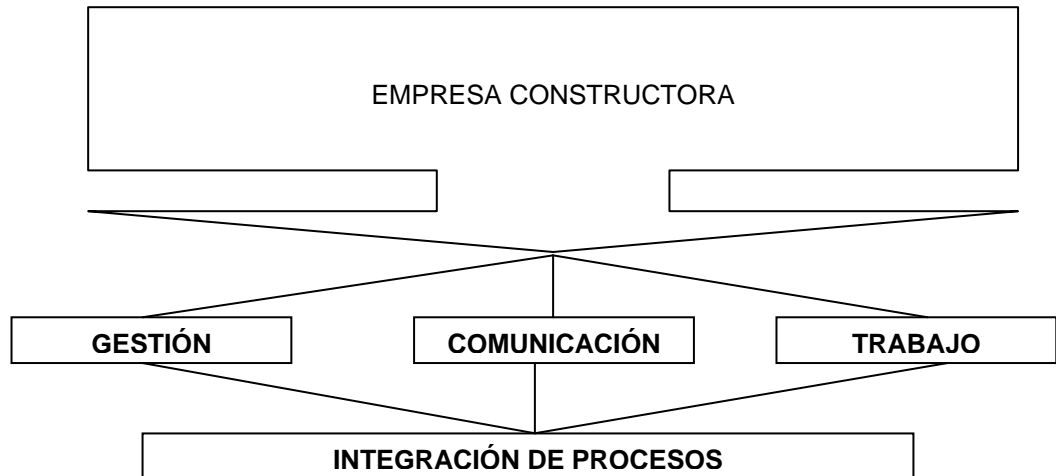 EMPRESA CONSTRUCTORA
GESTIÓN COMUNICACIÓN TRABAJO
INTEGRACIÓN DE PROCESOS